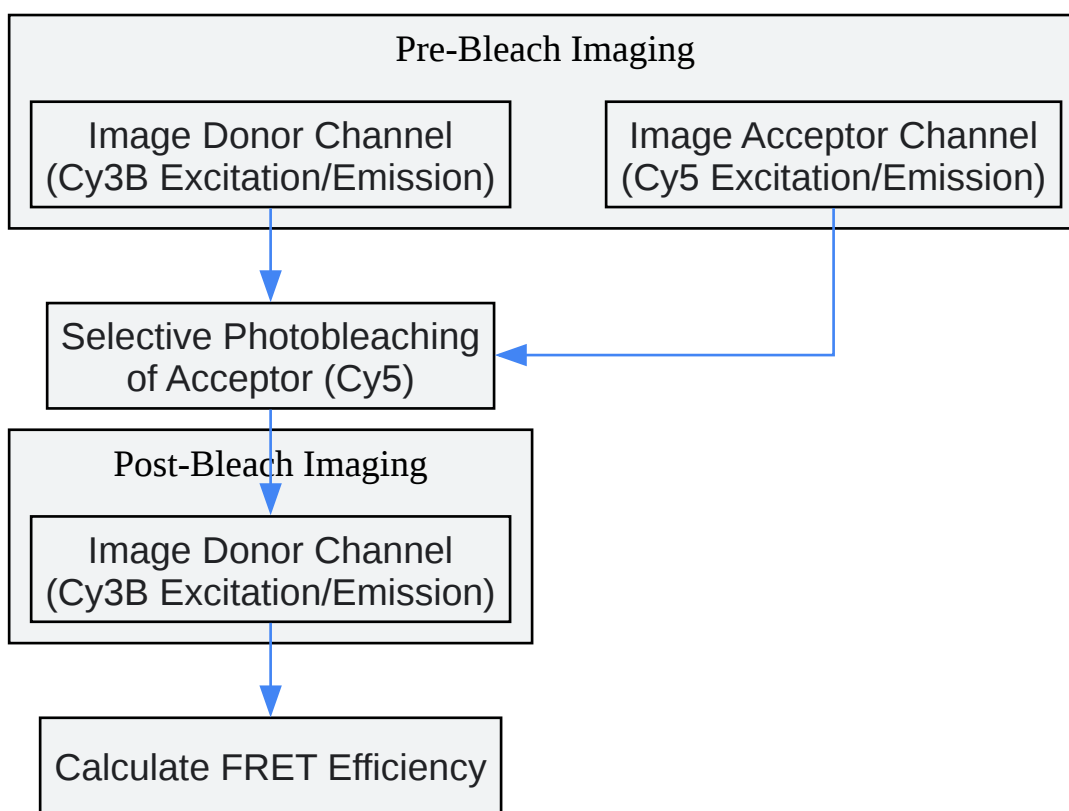 Pre-Bleach Imaging
Image Donor Channel
(Cy3B Excitation/Emission)
Image Acceptor Channel
(Cy5 Excitation/Emission)
Selective Photobleaching
of Acceptor (Cy5)
Post-Bleach Imaging
Image Donor Channel
(Cy3B Excitation/Emission)
Calculate FRET Efficiency